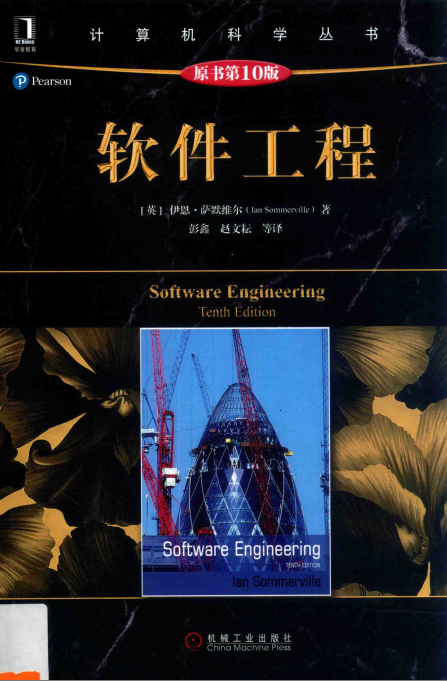 HZ Books
华章教育
计算机科学丛书
Pearson
原书第10版
软件工程
[英] 伊恩·萨默维尔(Ian Sommerville) 著
彭鑫 赵文耘 等译
Software Engineering
Tenth Edition
Software Engineering
TENTH EDITION
Ian Sommerville
机械工业出版社
China Machine Press